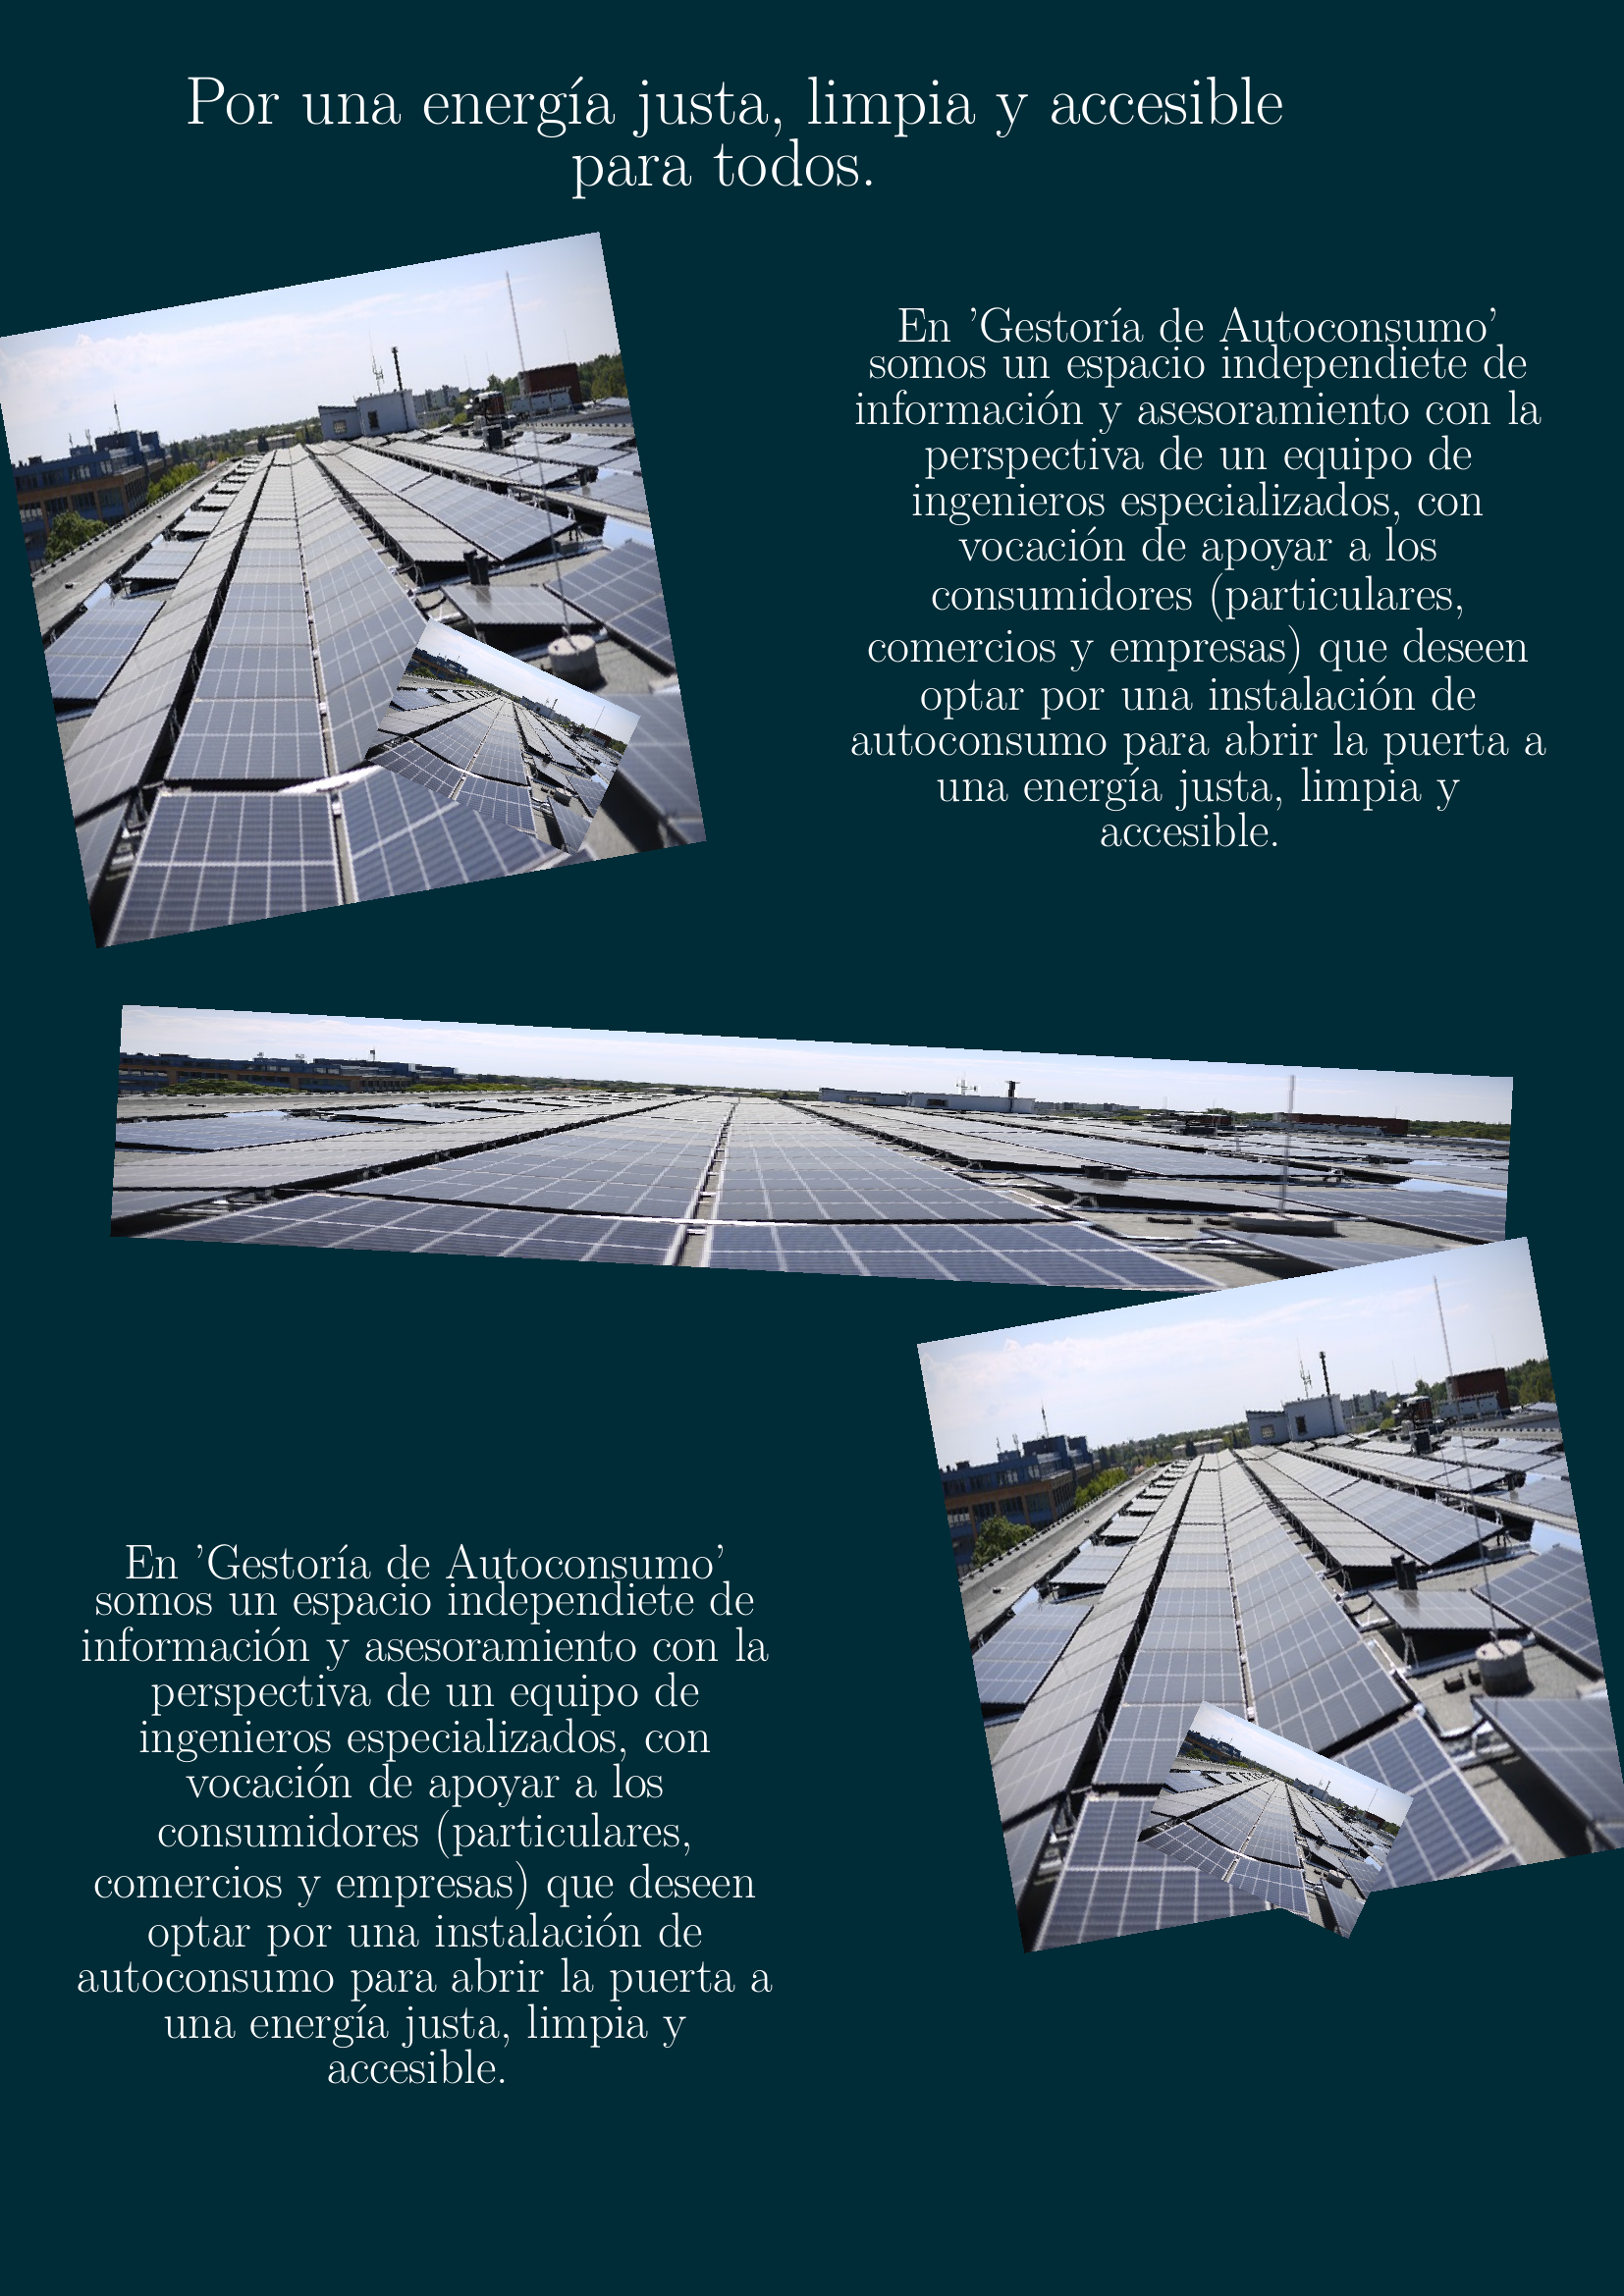 Por una energía justa, limpia y accesible
para todos.
En 'Gestoría de Autoconsumo'
somos un espacio independiete de
información y asesoramiento con la
perspectiva de un equipo de
ingenieros especializados, con
vocación de apoyar a los
consumidores (particulares,
comercios y empresas) que deseen
optar por una instalación de
autoconsumo para abrir la puerta a
una energía justa, limpia y
accesible.
En 'Gestoría de Autoconsumo'
somos un espacio independiete de
información y asesoramiento con la
perspectiva de un equipo de
ingenieros especializados, con
vocación de apoyar a los
consumidores (particulares,
comercios y empresas) que deseen
optar por una instalación de
autoconsumo para abrir la puerta a
una energía justa, limpia y
accesible.